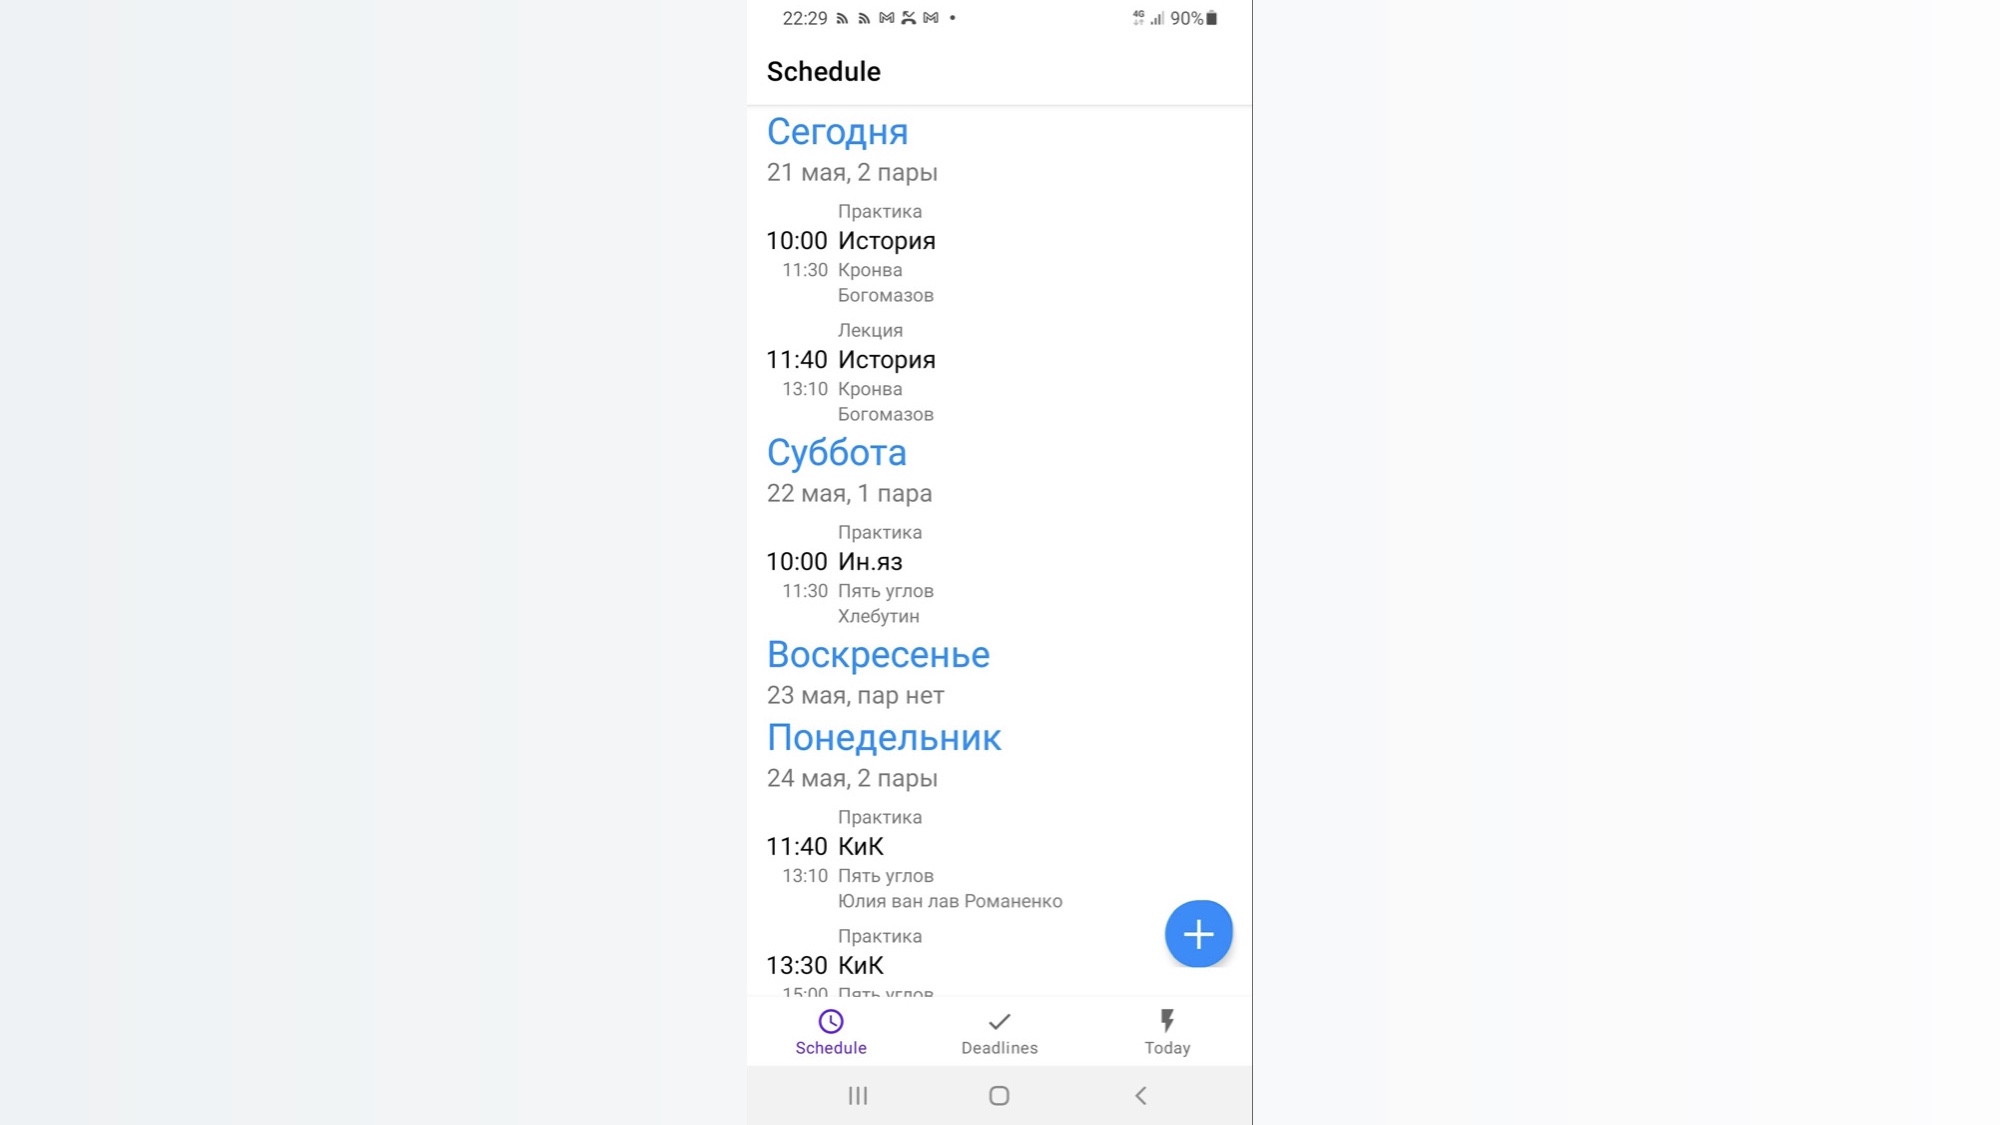 22:29 4G 90%
Schedule
Сегодня
21 мая, 2 пары
Практика
10:00 История
11:30 Кронва
Богомазов
Лекция
11:40 История
13:10 Кронва
Богомазов
Суббота
22 мая, 1 пара
Практика
10:00 Ин.яз
11:30 Пять углов
Хлебутин
Воскресенье
23 мая, пар нет
Понедельник
24 мая, 2 пары
Практика
11:40 КиК
13:10 Пять углов
Юлия ван лав Романенко
Практика
13:30 КиК
15:00 Пять углов
Schedule Deadlines Today